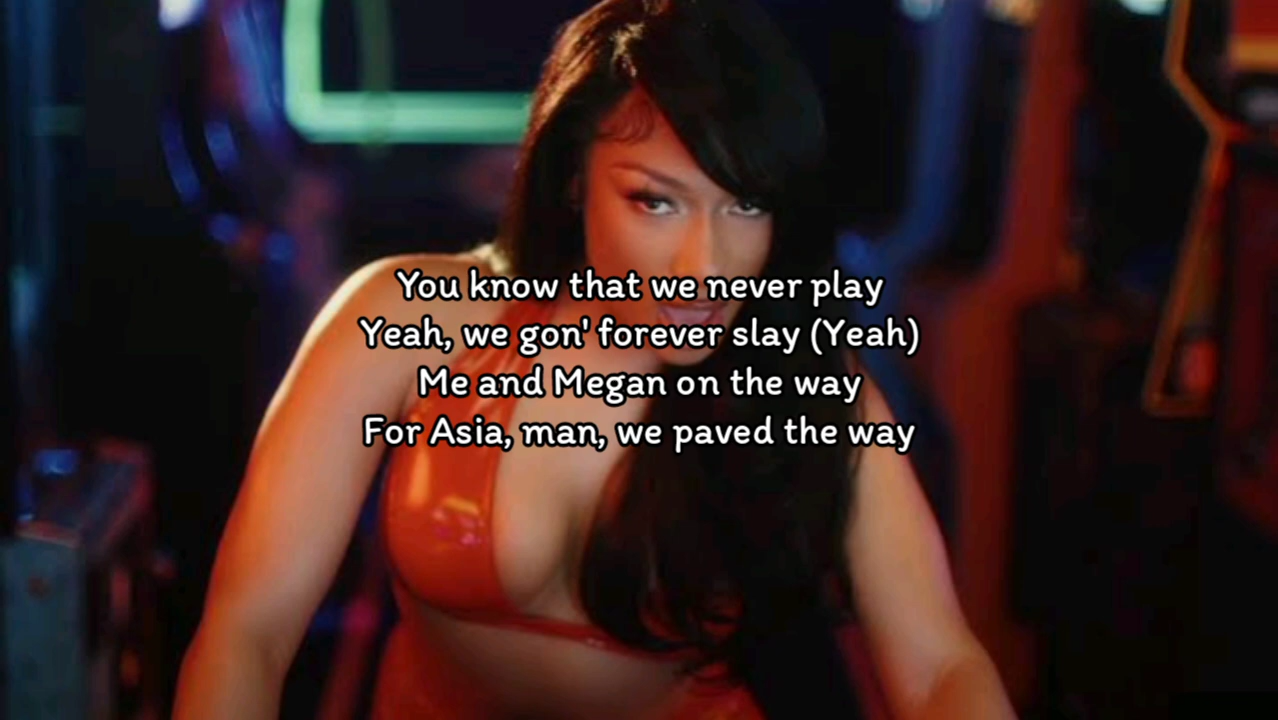 You know that we never play
Yeah, we gon' forever slay (Yeah)
Me and Megan on the way
For Asia, man, we paved the way